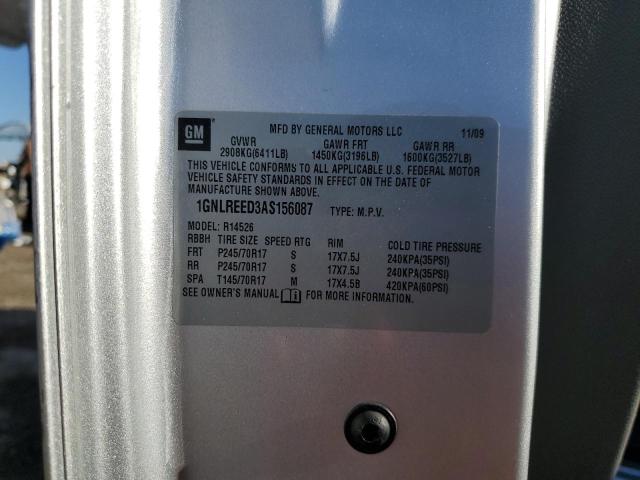 GM MFD BY GENERAL MOTORS LLC 11/09
GVWR GAWR FRT GAWR RR
2908KG(6411LB) 1450KG(3196LB) 1600KG(3527LB)
THIS VEHICLE CONFORMS TO ALL APPLICABLE U.S. FEDERAL MOTOR
VEHICLE SAFETY STANDARDS IN EFFECT ON THE DATE OF
MANUFACTURE SHOWN ABOVE.
1GNLREED3AS156087 TYPE: M.P.V.
MODEL: R14526
RBBH TIRE SIZE SPEED RTG RIM COLD TIRE PRESSURE
FRT P245/70R17 S 17X7.5J 240KPA(35PSI)
RR P245/70R17 S 17X7.5J 240KPA(35PSI)
SPA T145/70R17 M 17X4.5B 420KPA(60PSI)
SEE OWNER'S MANUAL FOR MORE INFORMATION.